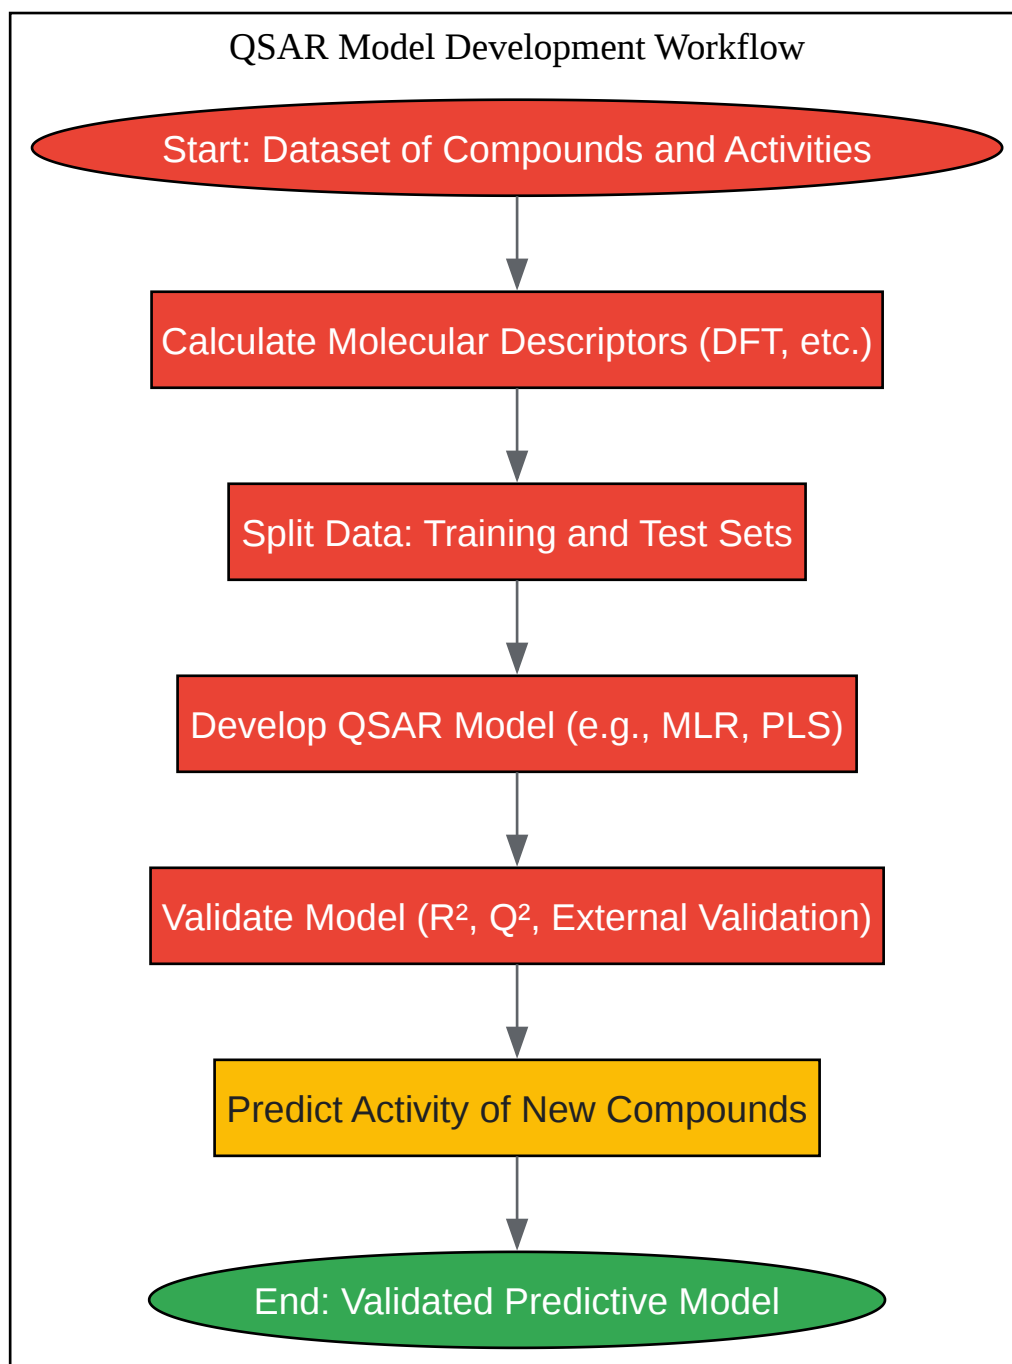 QSAR Model Development Workflow
Start: Dataset of Compounds and Activities
Calculate Molecular Descriptors (DFT, etc.)
Split Data: Training and Test Sets
Develop QSAR Model (e.g., MLR, PLS)
Validate Model (R², Q², External Validation)
Predict Activity of New Compounds
End: Validated Predictive Model